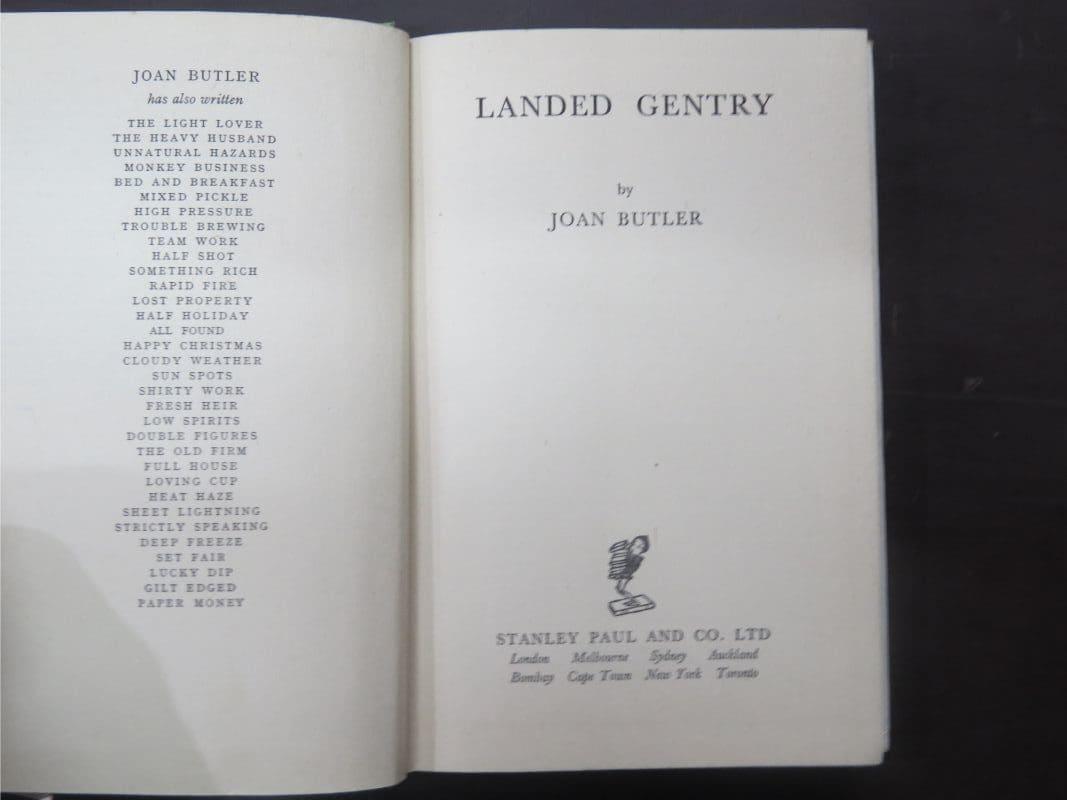 JOAN BUTLER
has also written
THE LIGHT LOVER
THE HEAVY HUSBAND
UNNATURAL HAZARDS
MONKEY BUSINESS
BED AND BREAKFAST
MIXED PICKLE
HIGH PRESSURE
TROUBLE BREWING
TEAM WORK
HALF SHOT
SOMETHING RICH
RAPID FIRE
LOST PROPERTY
HALF HOLIDAY
ALL FOUND
HAPPY CHRISTMAS
CLOUDY WEATHER
SUN SPOTS
SHIRTY WORK
FRESH HEIR
LOW SPIRITS
DOUBLE FIGURES
THE OLD FIRM
FULL HOUSE
LOVING CUP
HEAT HAZE
SHEET LIGHTNING
STRICTLY SPEAKING
DEEP FREEZE
SET FAIR
LUCKY DIP
GILT EDGED
PAPER MONEY
LANDED GENTRY
by
JOAN BUTLER
STANLEY PAUL AND CO. LTD
London Melbourne Sydney Auckland
Bombay Cape Town New York Toronto